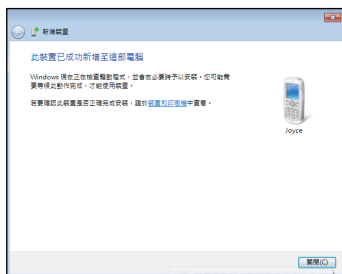 新增裝置
此裝置已成功新增至這部電腦
Windows 現在正在檢查驅動程式，並會在必要時予以安裝。您可能需
要等候此動作完成，才能使用裝置。
若要確認此裝置是否正確完成安裝，請於裝置和印表機中查看。
Joyce
關閉(C)